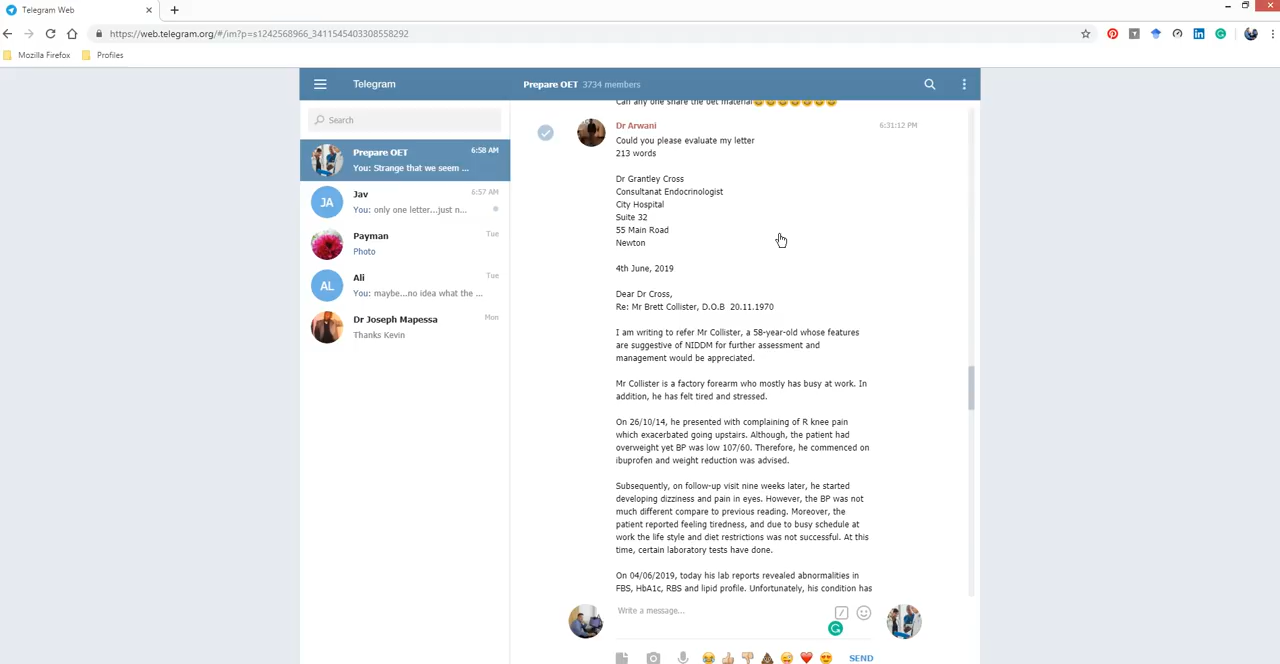 Telegram Web
https://web.telegram.org/#/im?p=s1242568966_3411545403308558292
Mozilla Firefox
Profiles
Telegram
Prepare OET 3734 members
Search
Prepare OET 6:58 AM
You: Strange that we seem ...
JA
Jav 6:57 AM
You: only one letter...just n...
Payman Tue
Photo
AL
Ali Tue
You: maybe...no idea what the ...
Dr Joseph Mapessa Mon
Thanks Kevin
Can any one share the oet material😍😍😍😍😍😍😍
Dr Arwani 6:31:12 PM
Could you please evaluate my letter
213 words
Dr Grantley Cross
Consultanat Endocrinologist
City Hospital
Suite 32
55 Main Road
Newton
4th June, 2019
Dear Dr Cross,
Re: Mr Brett Collister, D.O.B 20.11.1970
I am writing to refer Mr Collister, a 58-year-old whose features
are suggestive of NIDDM for further assessment and
management would be appreciated.
Mr Collister is a factory forearm who mostly has busy at work. In
addition, he has felt tired and stressed.
On 26/10/14, he presented with complaining of R knee pain
which exacerbated going upstairs. Although, the patient had
overweight yet BP was low 107/60. Therefore, he commenced on
ibuprofen and weight reduction was advised.
Subsequently, on follow-up visit nine weeks later, he started
developing dizziness and pain in eyes. However, the BP was not
much different compare to previous reading. Moreover, the
patient reported feeling tiredness, and due to busy schedule at
work the life style and diet restrictions was not successful. At this
time, certain laboratory tests have done.
On 04/06/2019, today his lab reports revealed abnormalities in
FBS, HbA1c, RBS and lipid profile. Unfortunately, his condition has
Write a message...
SEND